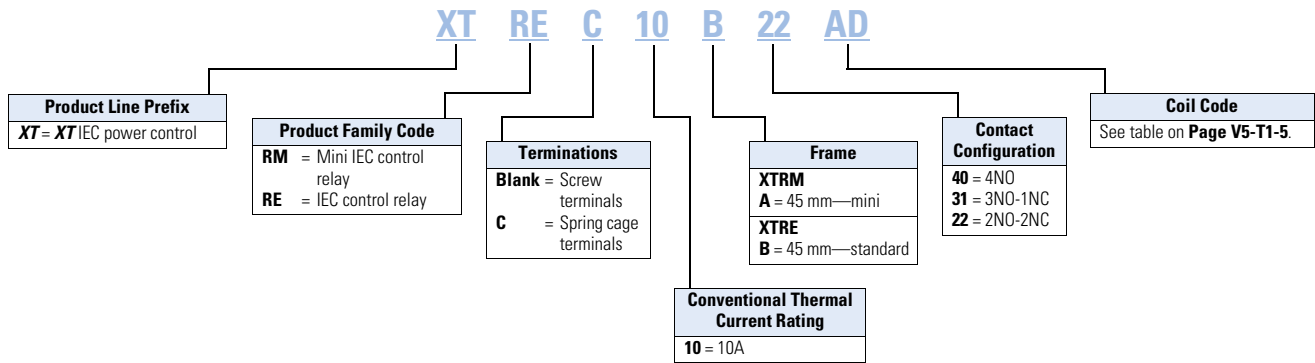 XT RE C 10 B 22 AD
Product Line Prefix
XT = XT IEC power control
Product Family Code
RM = Mini IEC control
relay
RE = IEC control relay
Terminations
Blank = Screw
terminals
C = Spring cage
terminals
Conventional Thermal
Current Rating
10 = 10A
Frame
XTRM
A = 45 mm—mini
XTRE
B = 45 mm—standard
Contact
Configuration
40 = 4NO
31 = 3NO-1NC
22 = 2NO-2NC
Coil Code
See table on Page V5-T1-5.